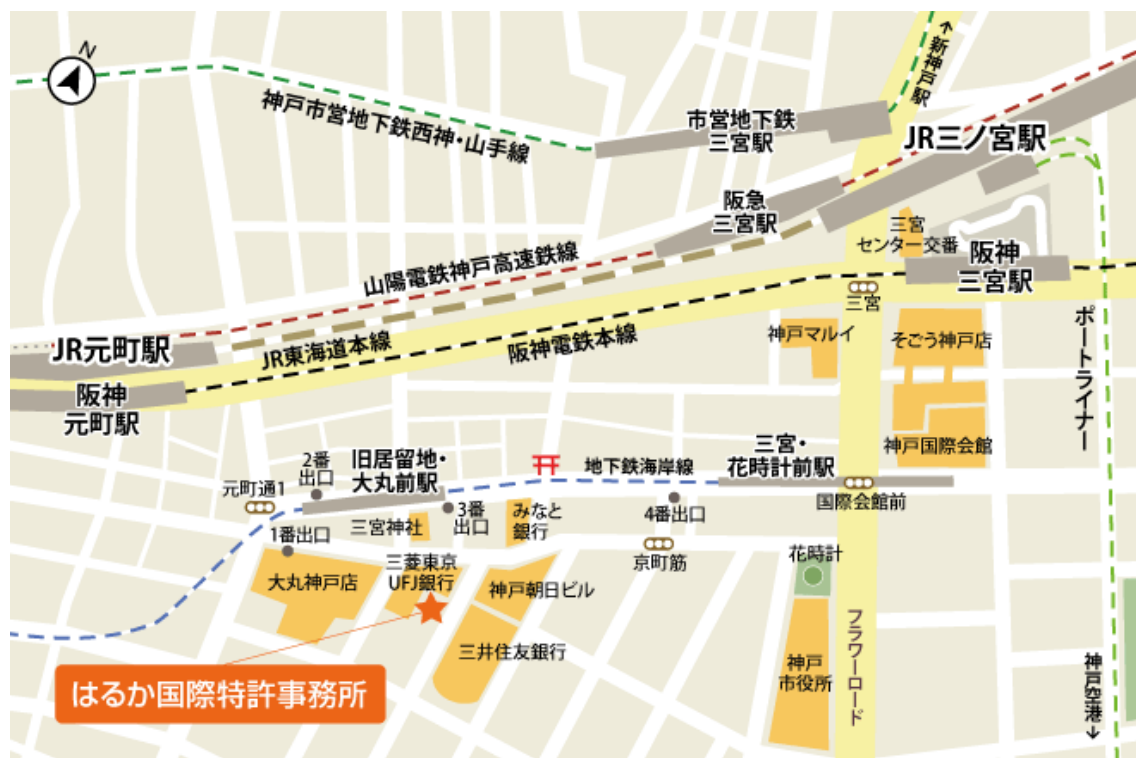 N
神戸市営地下鉄西神・山手線
市営地下鉄
三宮駅
↑新神戸駅
JR三ノ宮駅
阪急
三宮駅
三宮
センター交番
阪神
三宮駅
山陽電鉄神戸高速鉄線
JR東海道本線
阪神電鉄本線
JR元町駅
阪神
元町駅
三宮
神戸マルイ
そごう神戸店
ポートライナー
神戸国際会館
三宮・
花時計前駅
地下鉄海岸線
旧居留地・
大丸前駅
2番
出口
元町通1
3番
出口
みなと
銀行
4番出口
国際会館前
1番出口
三宮神社
京町筋
花時計
大丸神戸店
三菱東京
UFJ銀行
神戸朝日ビル
三井住友銀行
フラワーロード
神戸
市役所
神戸空港↓
はるか国際特許事務所